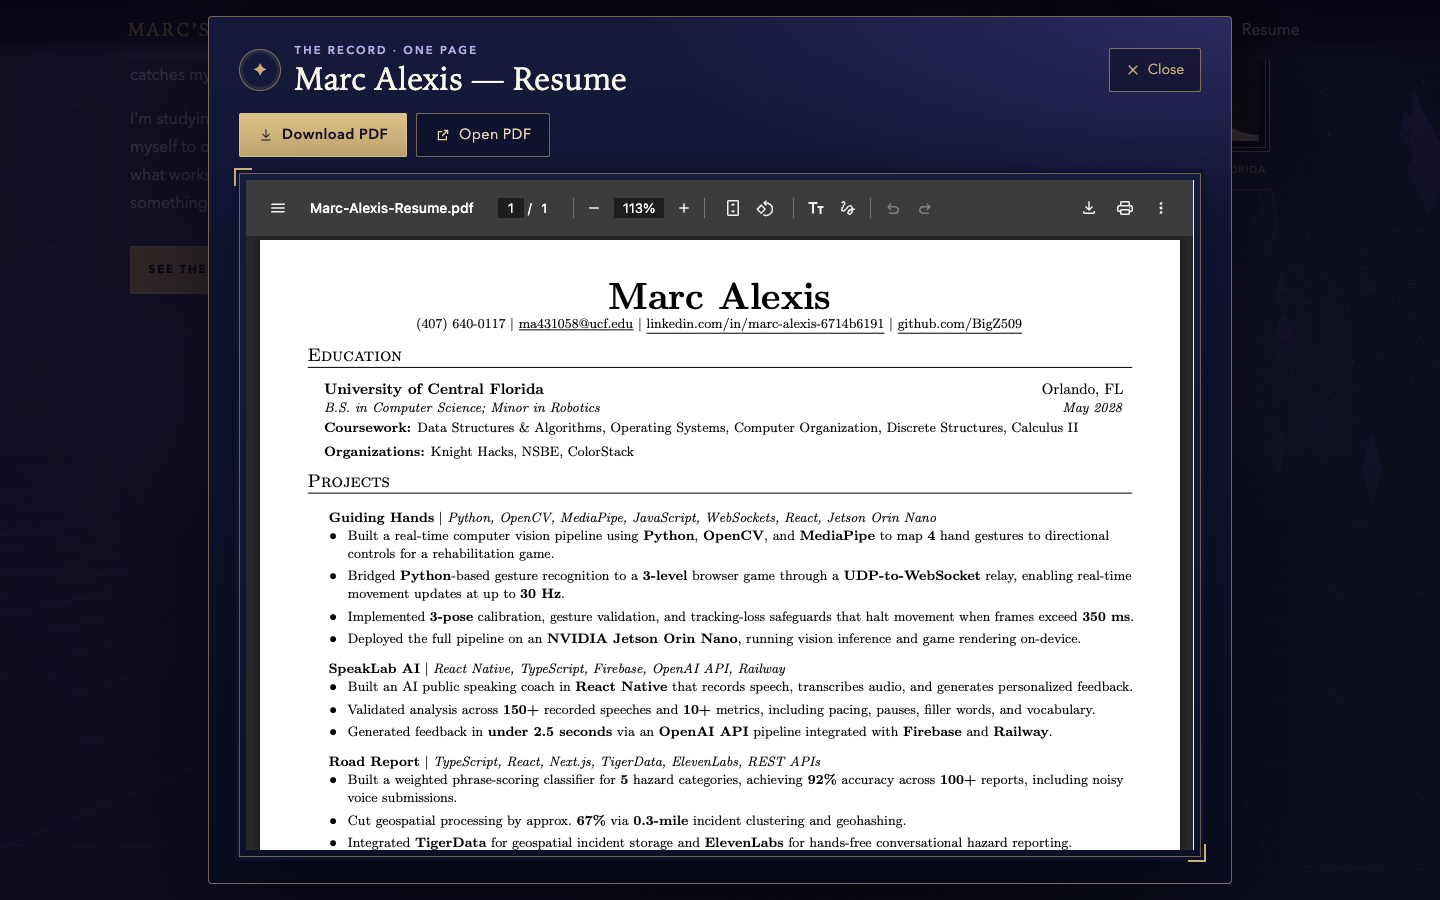 MARC'S
Resume
catches my
I'm studyin
myself to
what works
something
SEE THE
ORIDA
THE RECORD · ONE PAGE
Marc Alexis — Resume
Close
Download PDF
Open PDF
Marc-Alexis-Resume.pdf
1 / 1
113%
Marc Alexis
(407) 640-0117 | ma431058@ucf.edu | linkedin.com/in/marc-alexis-6714b6191 | github.com/BigZ509
Education
University of Central Florida Orlando, FL
B.S. in Computer Science; Minor in Robotics May 2028
Coursework: Data Structures & Algorithms, Operating Systems, Computer Organization, Discrete Structures, Calculus II
Organizations: Knight Hacks, NSBE, ColorStack
Projects
Guiding Hands | Python, OpenCV, MediaPipe, JavaScript, WebSockets, React, Jetson Orin Nano
• Built a real-time computer vision pipeline using Python, OpenCV, and MediaPipe to map 4 hand gestures to directional
controls for a rehabilitation game.
• Bridged Python-based gesture recognition to a 3-level browser game through a UDP-to-WebSocket relay, enabling real-time
movement updates at up to 30 Hz.
• Implemented 3-pose calibration, gesture validation, and tracking-loss safeguards that halt movement when frames exceed 350 ms.
• Deployed the full pipeline on an NVIDIA Jetson Orin Nano, running vision inference and game rendering on-device.
SpeakLab AI | React Native, TypeScript, Firebase, OpenAI API, Railway
• Built an AI public speaking coach in React Native that records speech, transcribes audio, and generates personalized feedback.
• Validated analysis across 150+ recorded speeches and 10+ metrics, including pacing, pauses, filler words, and vocabulary.
• Generated feedback in under 2.5 seconds via an OpenAI API pipeline integrated with Firebase and Railway.
Road Report | TypeScript, React, Next.js, TigerData, ElevenLabs, REST APIs
• Built a weighted phrase-scoring classifier for 5 hazard categories, achieving 92% accuracy across 100+ reports, including noisy
voice submissions.
• Cut geospatial processing by approx. 67% via 0.3-mile incident clustering and geohashing.
• Integrated TigerData for geospatial incident storage and ElevenLabs for hands-free conversational hazard reporting.